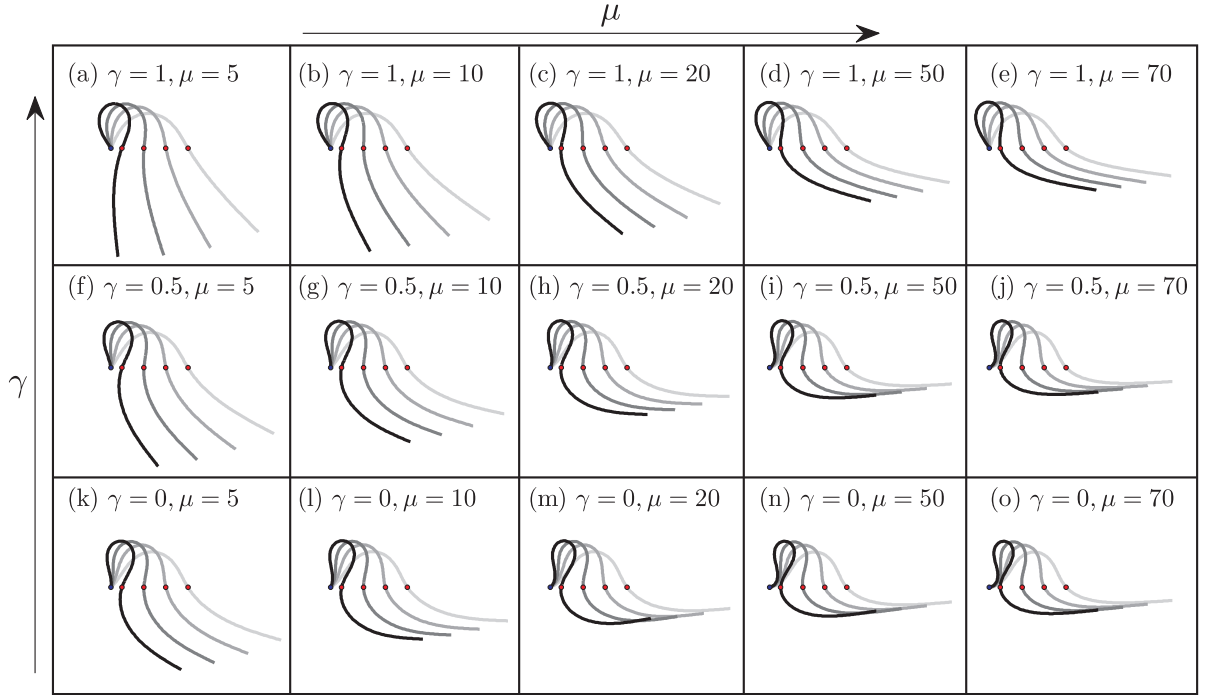 μ
(a) γ = 1, μ = 5
(b) γ = 1, μ = 10
(c) γ = 1, μ = 20
(d) γ = 1, μ = 50
(e) γ = 1, μ = 70
(f) γ = 0.5, μ = 5
(g) γ = 0.5, μ = 10
(h) γ = 0.5, μ = 20
(i) γ = 0.5, μ = 50
(j) γ = 0.5, μ = 70
γ
(k) γ = 0, μ = 5
(l) γ = 0, μ = 10
(m) γ = 0, μ = 20
(n) γ = 0, μ = 50
(o) γ = 0, μ = 70